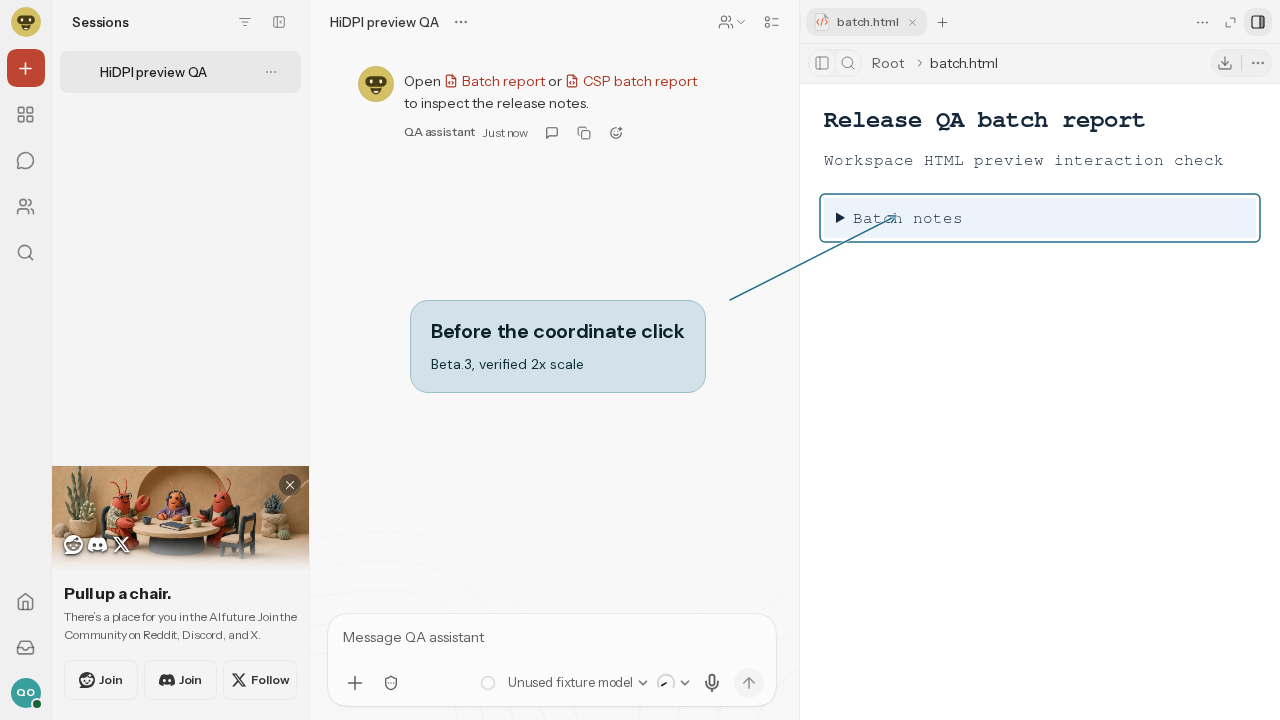 Sessions
HiDPI preview QA
Pull up a chair.
There's a place for you in the AI future. Join the
Community on Reddit, Discord, and X.
Join
Join
Follow
QO
HiDPI preview QA
Open Batch report or CSP batch report
to inspect the release notes.
QA assistant Just now
Before the coordinate click
Beta.3, verified 2x scale
Message QA assistant
Unused fixture model
batch.html
Root > batch.html
Release QA batch report
Workspace HTML preview interaction check
Batch notes